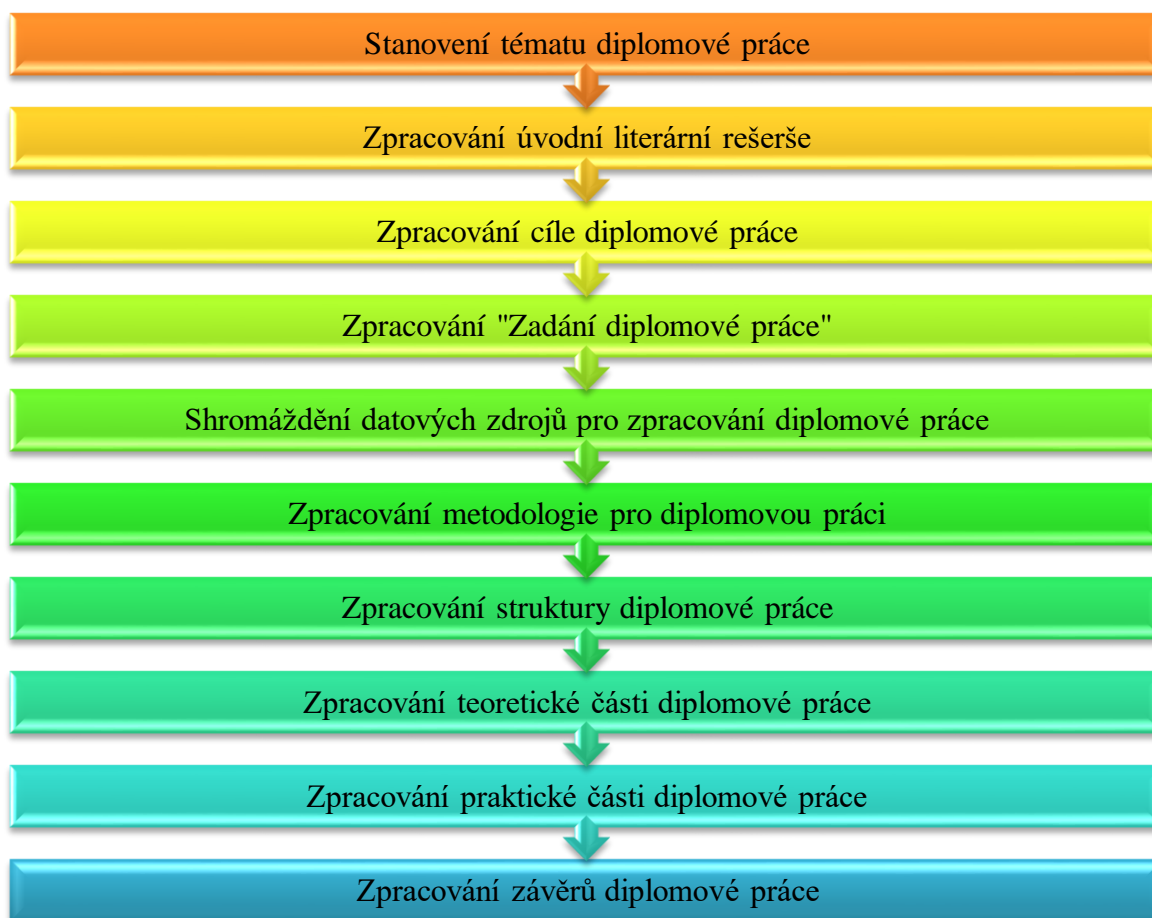 Stanovení tématu diplomové práce
Zpracování úvodní literární rešerše
Zpracování cíle diplomové práce
Zpracování "Zadání diplomové práce"
Shromáždění datových zdrojů pro zpracování diplomové práce
Zpracování metodologie pro diplomovou práci
Zpracování struktury diplomové práce
Zpracování teoretické části diplomové práce
Zpracování praktické části diplomové práce
Zpracování závěrů diplomové práce